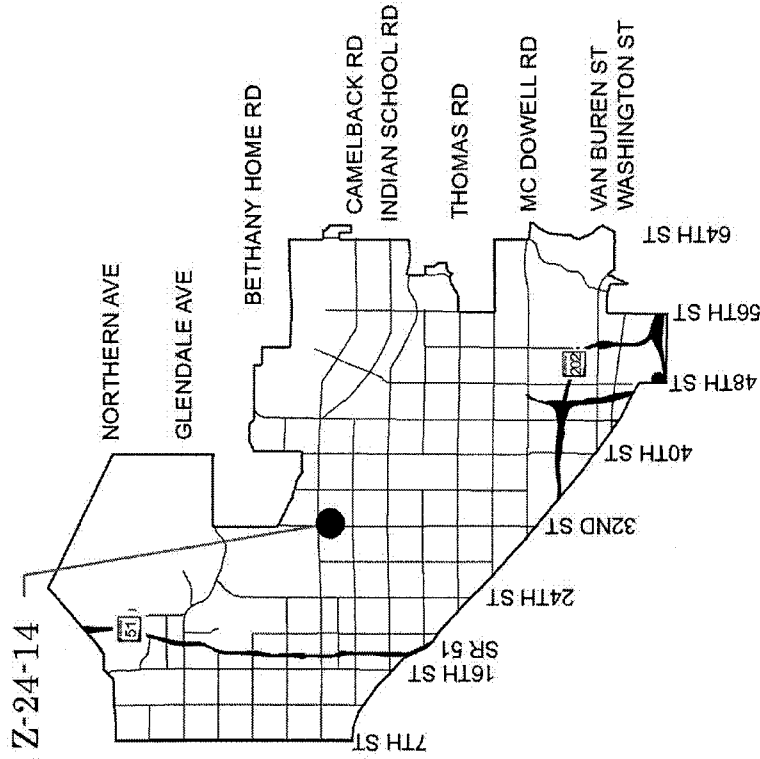 Z-24-14
NORTHERN AVE
GLENDALE AVE
BETHANY HOME RD
CAMELBACK RD
INDIAN SCHOOL RD
THOMAS RD
MC DOWELL RD
VAN BUREN ST
WASHINGTON ST
51
202
7TH ST
16TH ST
SR 51
24TH ST
32ND ST
40TH ST
48TH ST
56TH ST
64TH ST